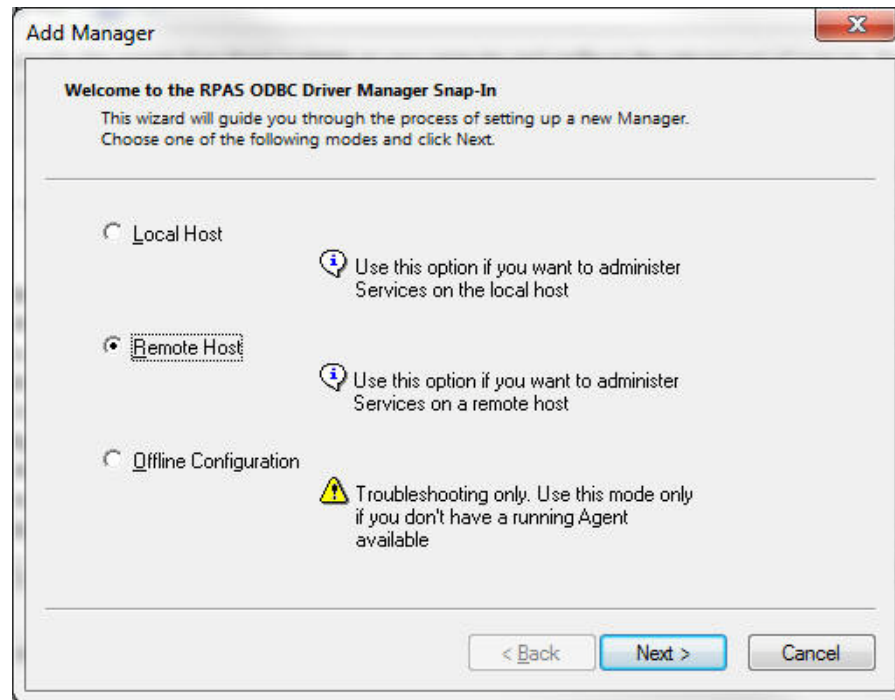 Add Manager
Welcome to the RPAS ODBC Driver Manager Snap-In
This wizard will guide you through the process of setting up a new Manager.
Choose one of the following modes and click Next.
Local Host
Use this option if you want to administer
Services on the local host
Remote Host
Use this option if you want to administer
Services on a remote host
Offline Configuration
Troubleshooting only. Use this mode only
if you don't have a running Agent
available
< Back
Next >
Cancel